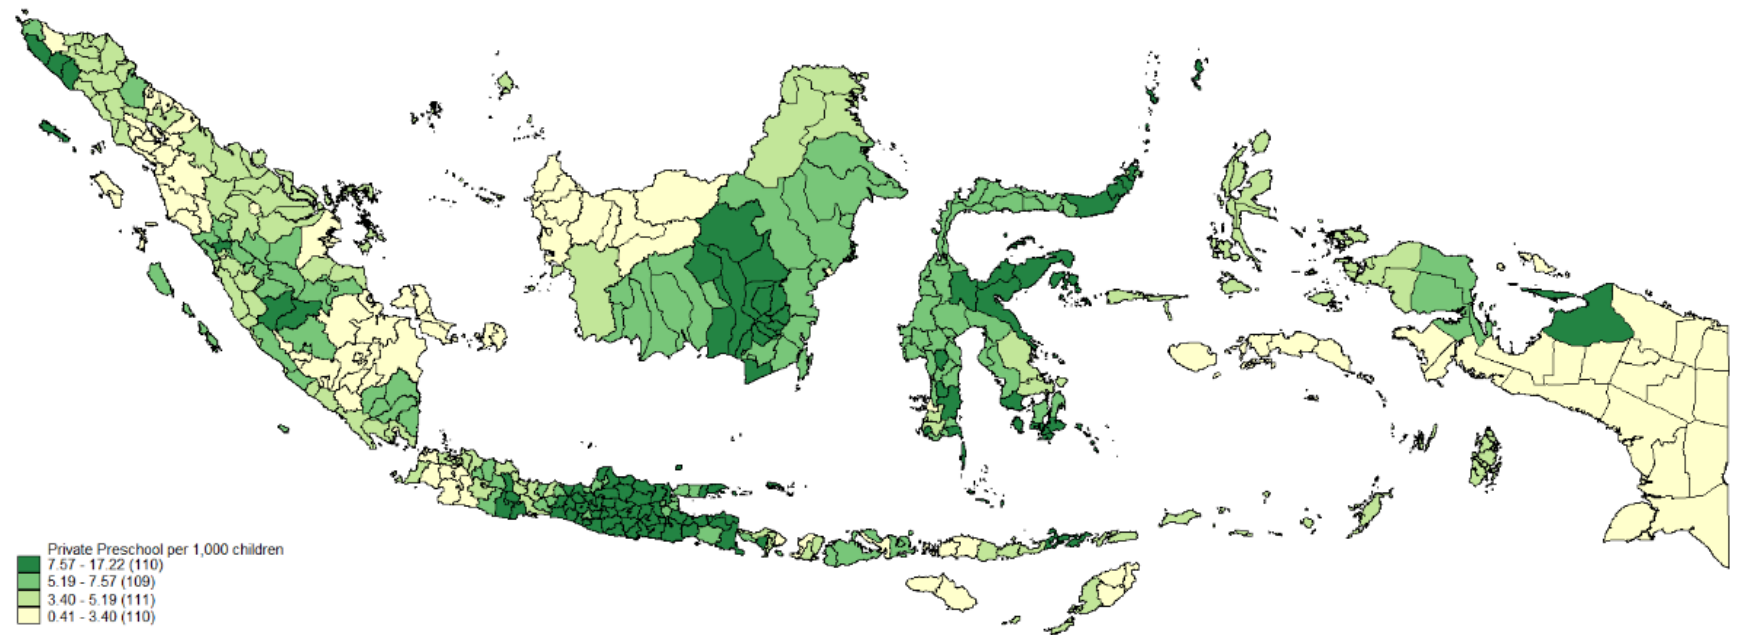 Private Preschool per 1,000 children
7.57 - 17.22 (110)
5.19 - 7.57 (109)
3.40 - 5.19 (111)
0.41 - 3.40 (110)